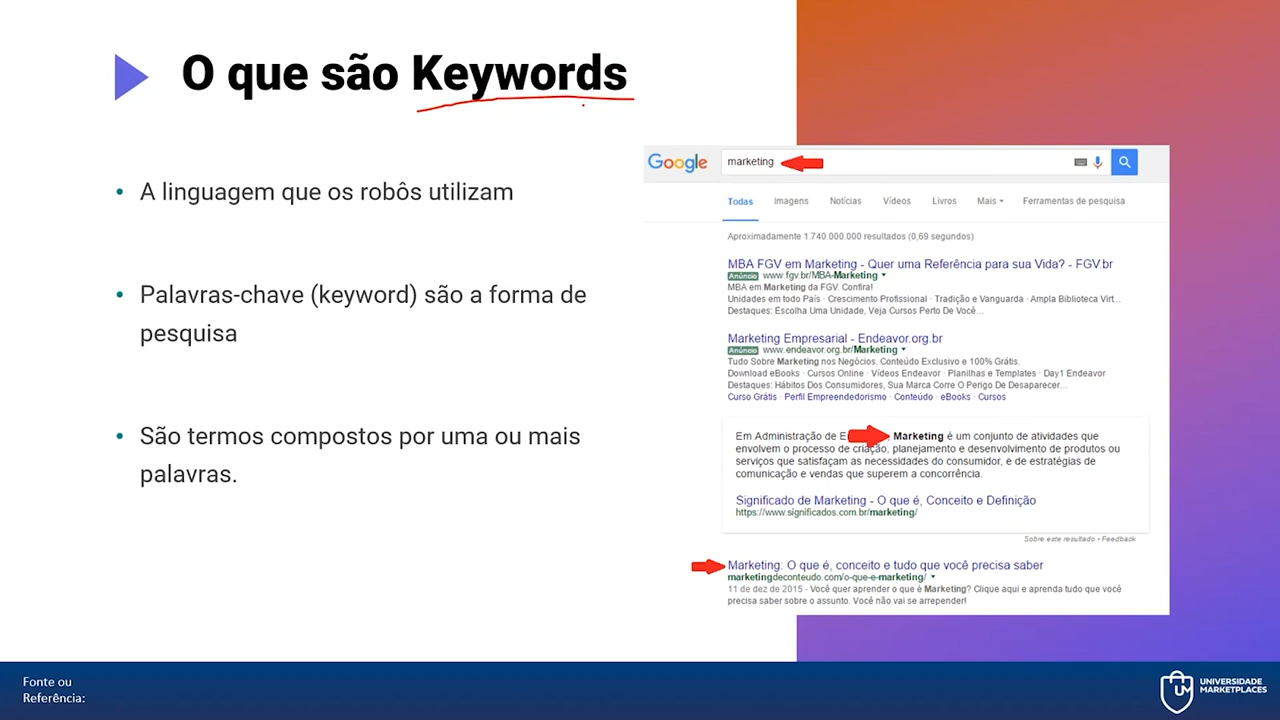 O que são Keywords
A linguagem que os robôs utilizam
Palavras-chave (keyword) são a forma de
pesquisa
São termos compostos por uma ou mais
palavras.
Google
marketing
Todas Imagens Notícias Vídeos Livros Mais Ferramentas de pesquisa
Aproximadamente 1.740.000.000 resultados (0,69 segundos)
MBA FGV em Marketing - Quer uma Referência para sua Vida? - FGV.br
Anúncio www.fgv.br/MBA-Marketing
MBA em Marketing da FGV. Confira!
Unidades em todo País · Crescimento Profissional · Tradição e Vanguarda · Ampla Biblioteca Virt...
Destaques: Escolha Uma Unidade, Veja Cursos Perto De Você...
Marketing Empresarial - Endeavor.org.br
Anúncio www.endeavor.org.br/Marketing
Tudo Sobre Marketing nos Negócios. Conteúdo Exclusivo e 100% Grátis.
Download eBooks · Cursos Online · Vídeos Endeavor · Planilhas e Templates · Day1 Endeavor
Destaques: Hábitos Dos Consumidores, Sua Marca Corre O Perigo De Desaparecer...
Curso Grátis · Perfil Empreendedorismo · Conteúdo · eBooks · Cursos
Em Administração de E Marketing é um conjunto de atividades que
envolvem o processo de criação, planejamento e desenvolvimento de produtos ou
serviços que satisfaçam as necessidades do consumidor, e de estratégias de
comunicação e vendas que superem a concorrência.
Significado de Marketing - O que é, Conceito e Definição
https://www.significados.com.br/marketing/
Sobre este resultado • Feedback
Marketing: O que é, conceito e tudo que você precisa saber
marketingdeconteudo.com/o-que-e-marketing/
11 de dez de 2015 - Você quer aprender o que é Marketing? Clique aqui e aprenda tudo que você
precisa saber sobre o assunto. Você não vai se arrepender!
Fonte ou
Referência:
UM
UNIVERSIDADE
MARKETPLACES